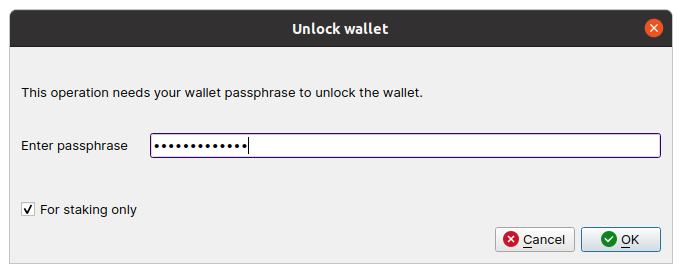 Unlock wallet
This operation needs your wallet passphrase to unlock the wallet.
Enter passphrase •••••••••••••
For staking only
Cancel OK